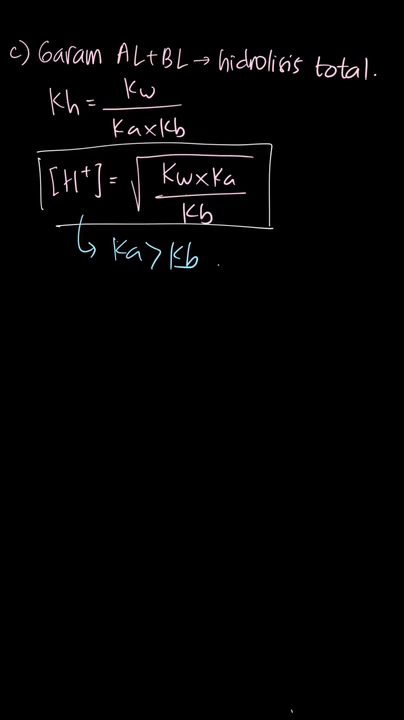 c) Garam AL+BL → hidrolisis total.
Kh = Kw / Ka×Kb
[H⁺] = √(Kw×Ka / Kb)
↳ Ka > Kb.